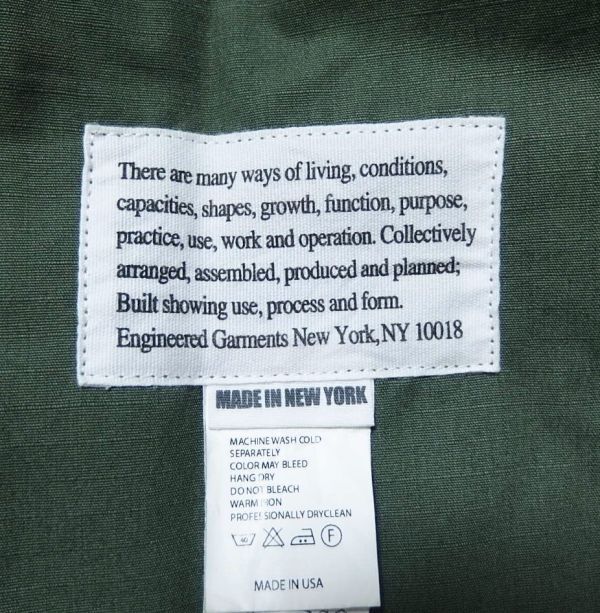 There are many ways of living, conditions,
capacities, shapes, growth, function, purpose,
practice, use, work and operation. Collectively
arranged, assembled, produced and planned;
Built showing use, process and form.
Engineered Garments New York, NY 10018
MADE IN NEW YORK
MACHINE WASH COLD
SEPARATELY
COLOR MAY BLEED
HANG DRY
DO NOT BLEACH
WARM IRON
PROFESSIONALLY DRYCLEAN
40 F
MADE IN USA